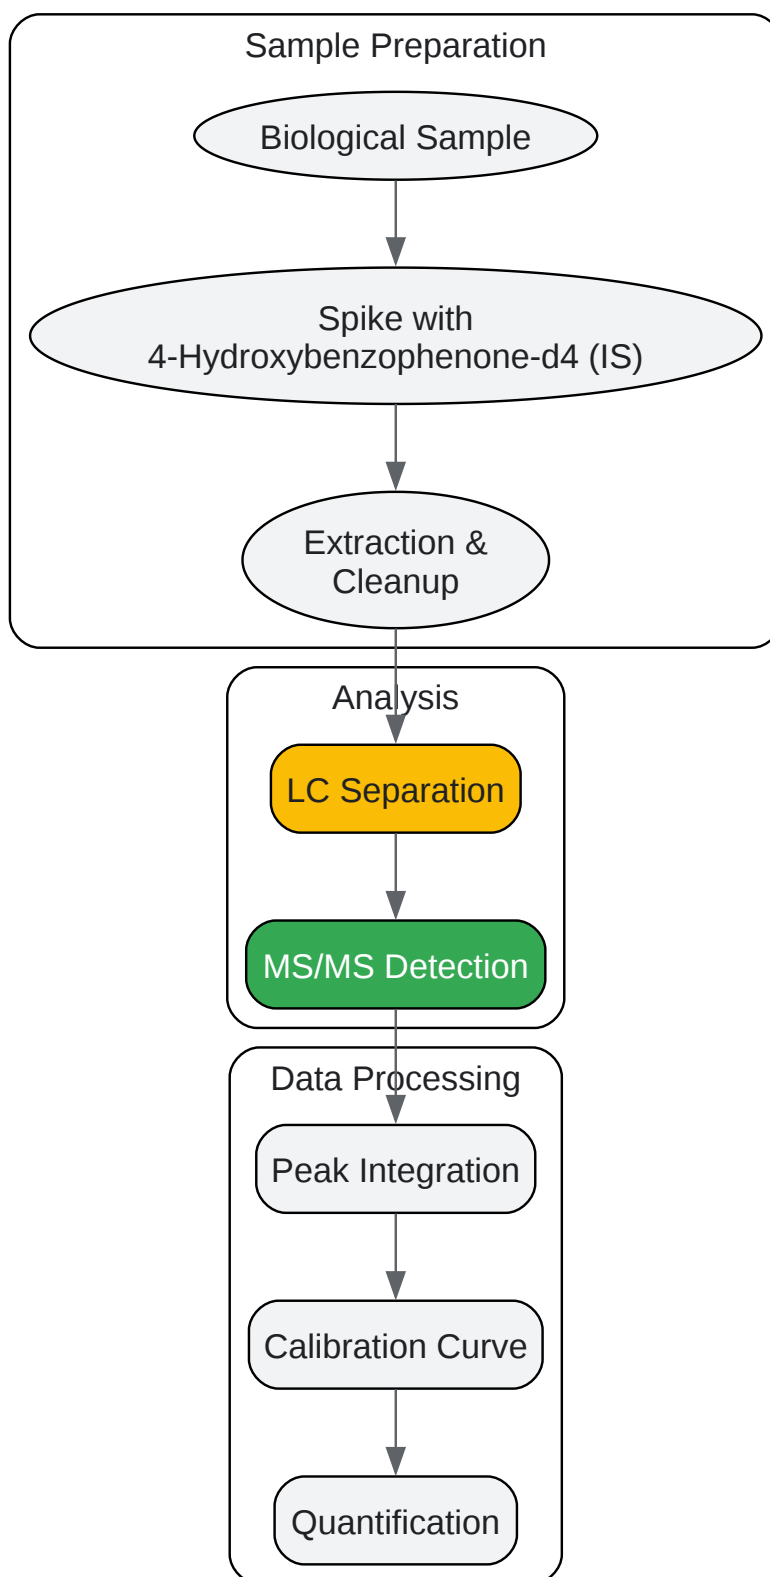 Sample Preparation
Biological Sample
Spike with
4-Hydroxybenzophenone-d4 (IS)
Extraction &
Cleanup
Analysis
LC Separation
MS/MS Detection
Data Processing
Peak Integration
Calibration Curve
Quantification